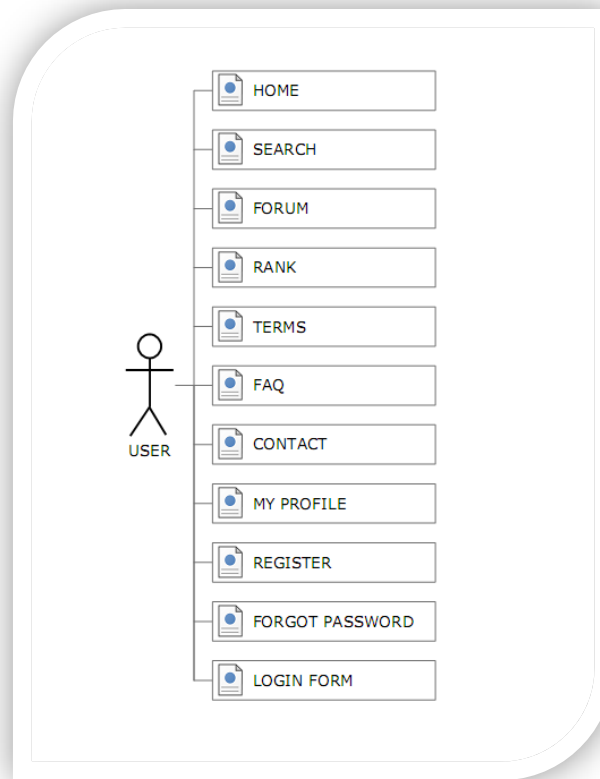 HOME
SEARCH
FORUM
RANK
TERMS
FAQ
USER
CONTACT
MY PROFILE
REGISTER
FORGOT PASSWORD
LOGIN FORM